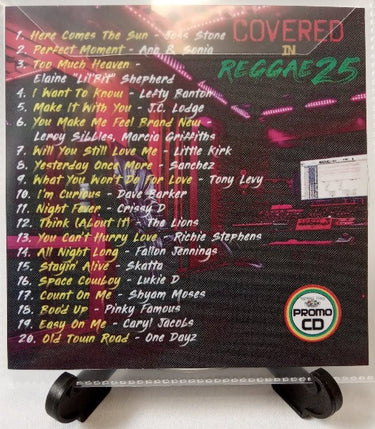 COVERED
IN
REGGAE 25
1. Here Comes The Sun - Joss Stone
2. Perfect Moment - Ana & Sonia
3. Too Much Heaven -
Elaine "Lil'Bit" Shepherd
4. I Want To Know - Lefty Banton
5. Make It With You - J.C. Lodge
6. You Make Me Feel Brand New -
Leroy Sibbles, Marcia Griffiths
7. Will You Still Love Me - Little Kirk
8. Yesterday Once More - Sanchez
9. What You Won't Do For Love - Tony Levy
10. I'm Curious - Dave Barker
11. Night Fever - Crissy D
12. Think (About It) - The Lions
13. You Can't Hurry Love - Richie Stephens
14. All Night Long - Fallon Jennings
15. Stayin' Alive - Skatta
16. Space Cowboy - Lukie D
17. Count On Me - Shyam Moses
18. Boo'd Up - Pinky Famous
19. Easy On Me - Caryl Jacobs
20. Old Town Road - One Dayz
PROMO
CD